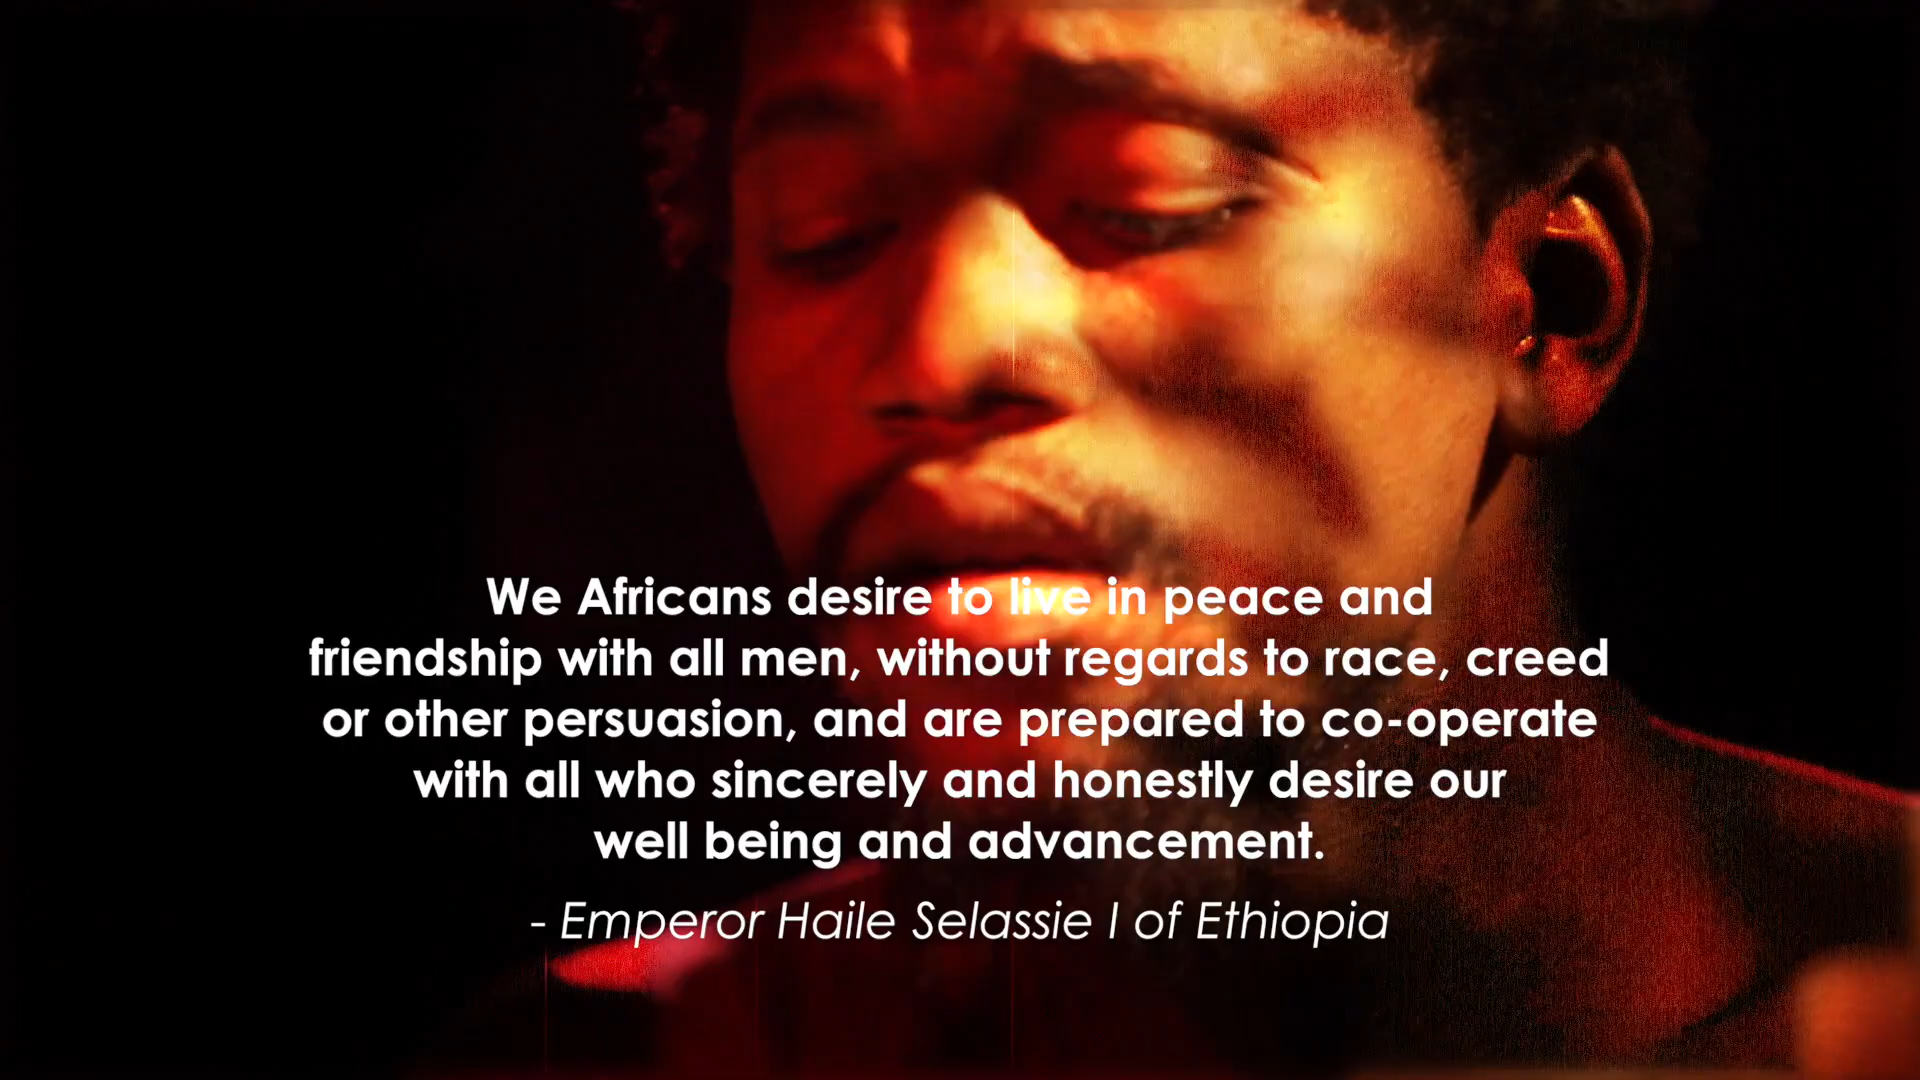 We Africans desire to live in peace and
friendship with all men, without regards to race, creed
or other persuasion, and are prepared to co-operate
with all who sincerely and honestly desire our
well being and advancement.
- Emperor Haile Selassie I of Ethiopia